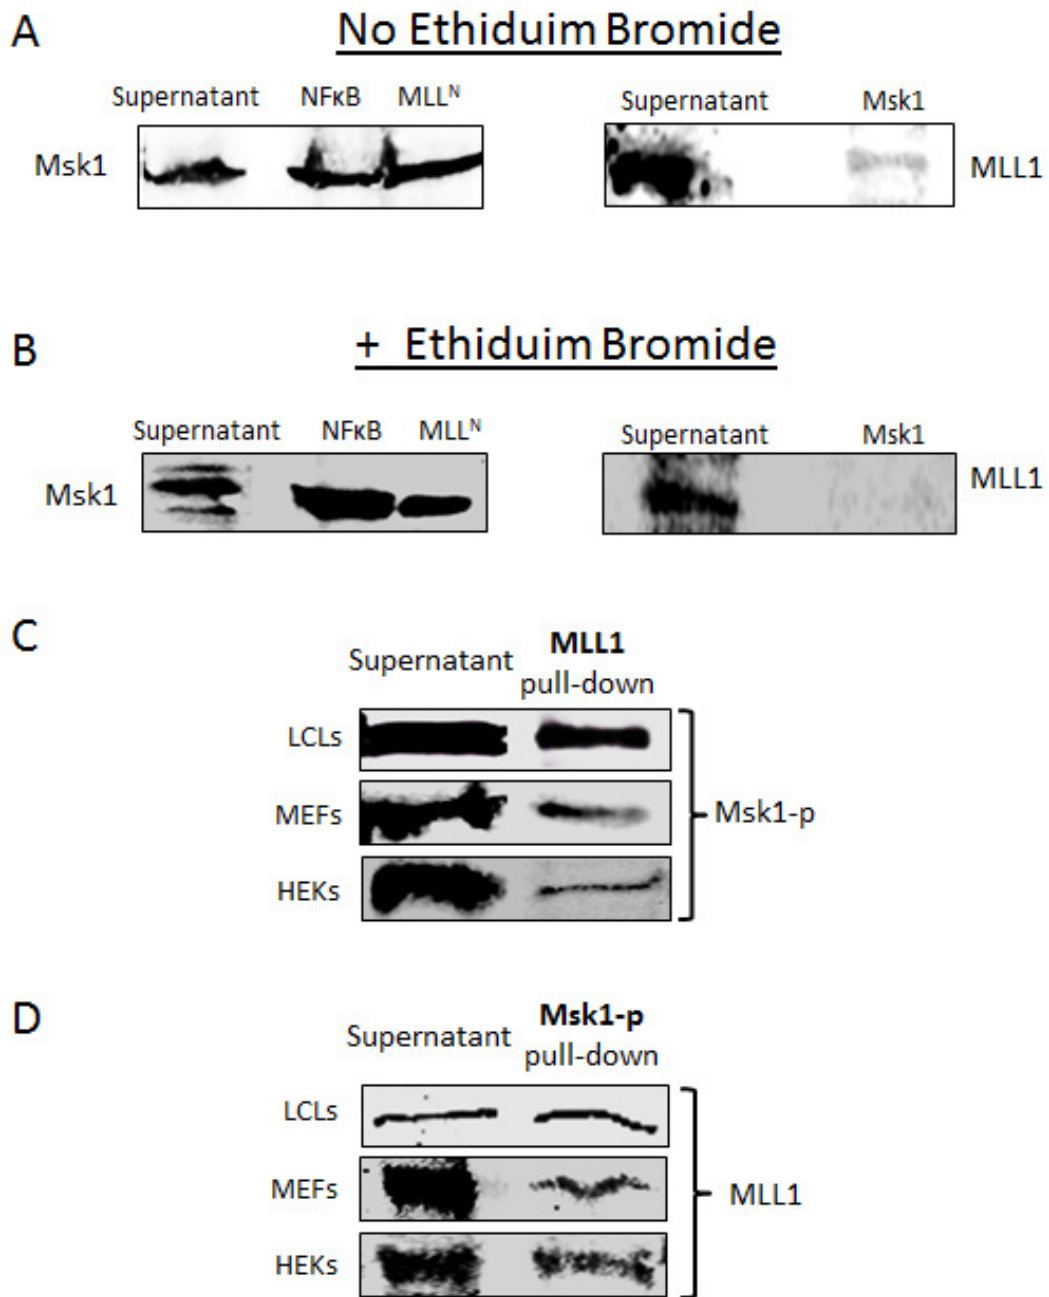 A
No Ethiduim Bromide
Supernatant NFκB MLLᴺ
Supernatant Msk1
Msk1
MLL1
B
+ Ethiduim Bromide
Supernatant NFκB MLLᴺ
Supernatant Msk1
Msk1
MLL1
C
Supernatant
MLL1
pull-down
LCLs
MEFs
HEKs
Msk1-p
D
Supernatant
Msk1-p
pull-down
LCLs
MEFs
HEKs
MLL1